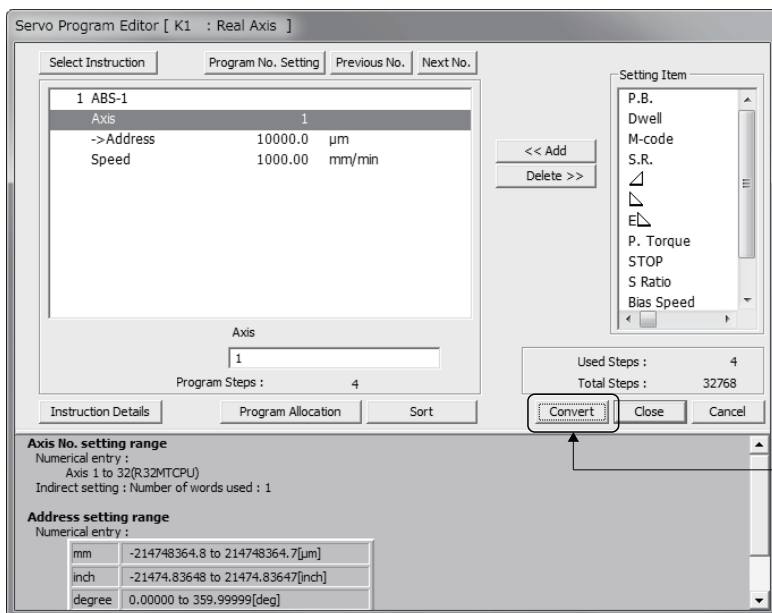 Servo Program Editor [ K1   : Real Axis   ]
Select Instruction Program No. Setting Previous No. Next No.
Setting Item
1 ABS-1
Axis 1
->Address 10000.0 µm
Speed 1000.00 mm/min
<< Add
Delete >>
P.B.
Dwell
M-code
S.R.
E
P. Torque
STOP
S Ratio
Bias Speed
Axis
1
Program Steps : 4
Used Steps : 4
Total Steps : 32768
Instruction Details Program Allocation Sort Convert Close Cancel
Axis No. setting range
Numerical entry :
Axis 1 to 32(R32MTCPU)
Indirect setting : Number of words used : 1
Address setting range
Numerical entry :
mm -214748364.8 to 214748364.7[µm]
inch -21474.83648 to 21474.83647[inch]
degree 0.00000 to 359.99999[deg]